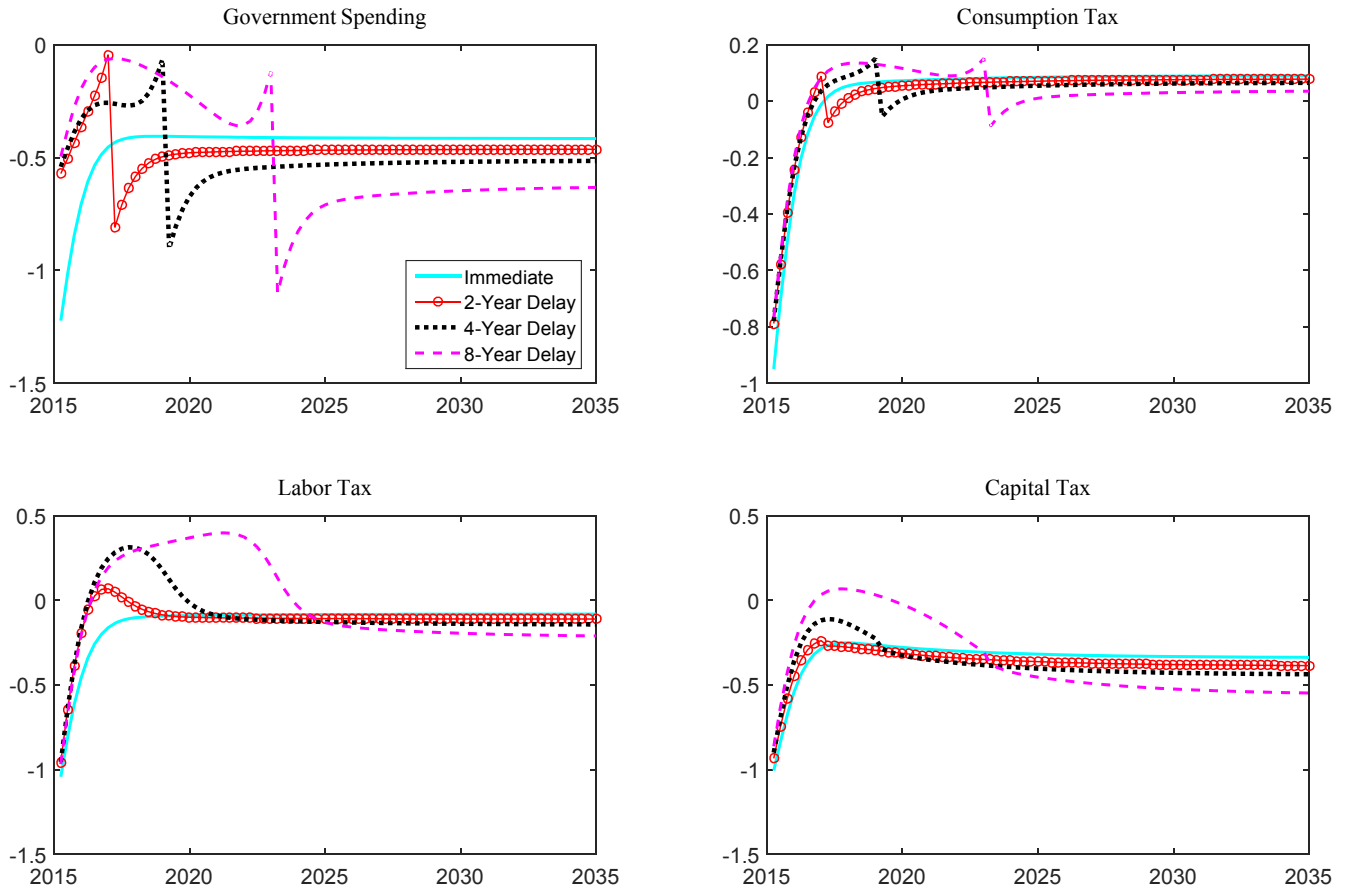 Government Spending
0
-0.5
-1
-1.5
2015 2020 2025 2030 2035
Immediate
2-Year Delay
4-Year Delay
8-Year Delay
Consumption Tax
0.2
0
-0.2
-0.4
-0.6
-0.8
-1
2015 2020 2025 2030 2035
Labor Tax
0.5
0
-0.5
-1
-1.5
2015 2020 2025 2030 2035
Capital Tax
0.5
0
-0.5
-1
-1.5
2015 2020 2025 2030 2035